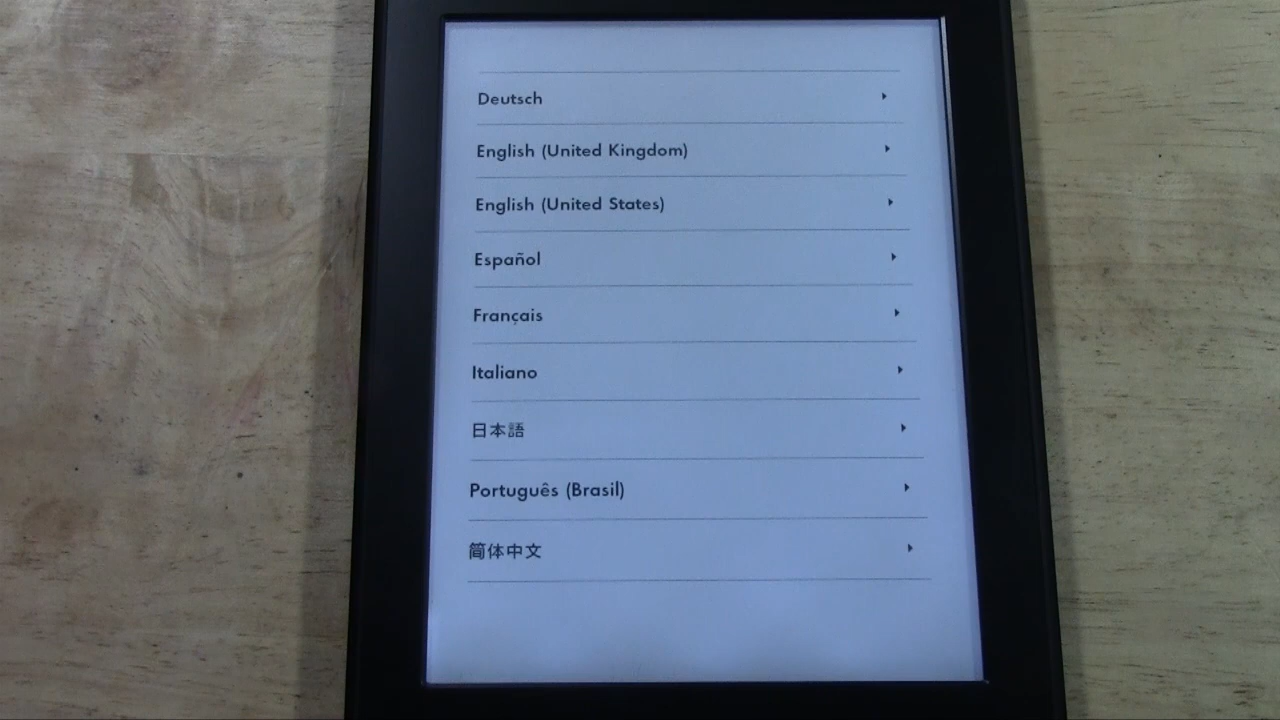 Deutsch
English (United Kingdom)
English (United States)
Español
Français
Italiano
日本語
Português (Brasil)
简体中文